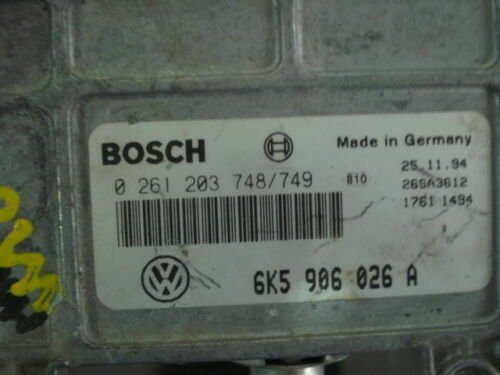 BOSCH
Made in Germany
0 261 203 748/749 810
25.11.94
26SA3612
1761 1494
VW
6K5 906 026 A